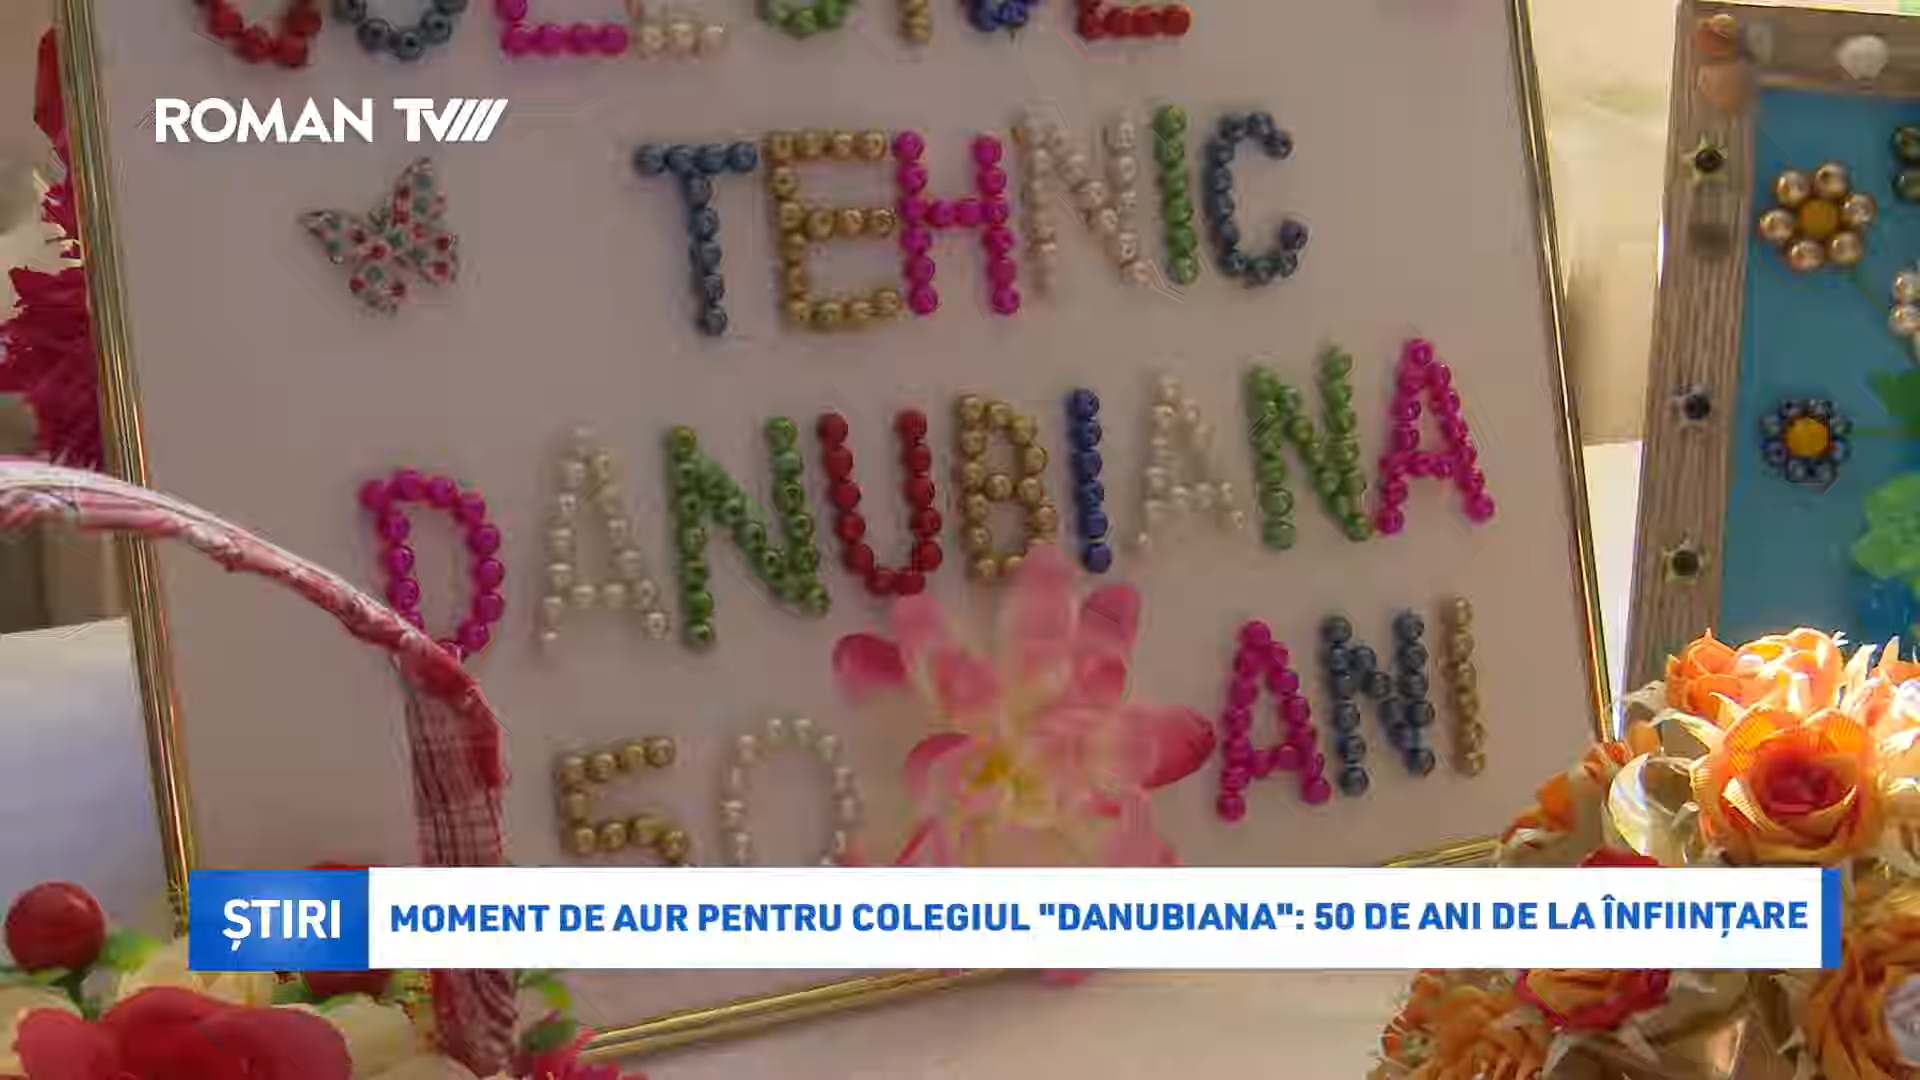 COLEGIUL
ROMAN TV
TEHNIC
DANUBIANA
50 ANI
ȘTIRI
MOMENT DE AUR PENTRU COLEGIUL "DANUBIANA": 50 DE ANI DE LA ÎNFIINȚARE